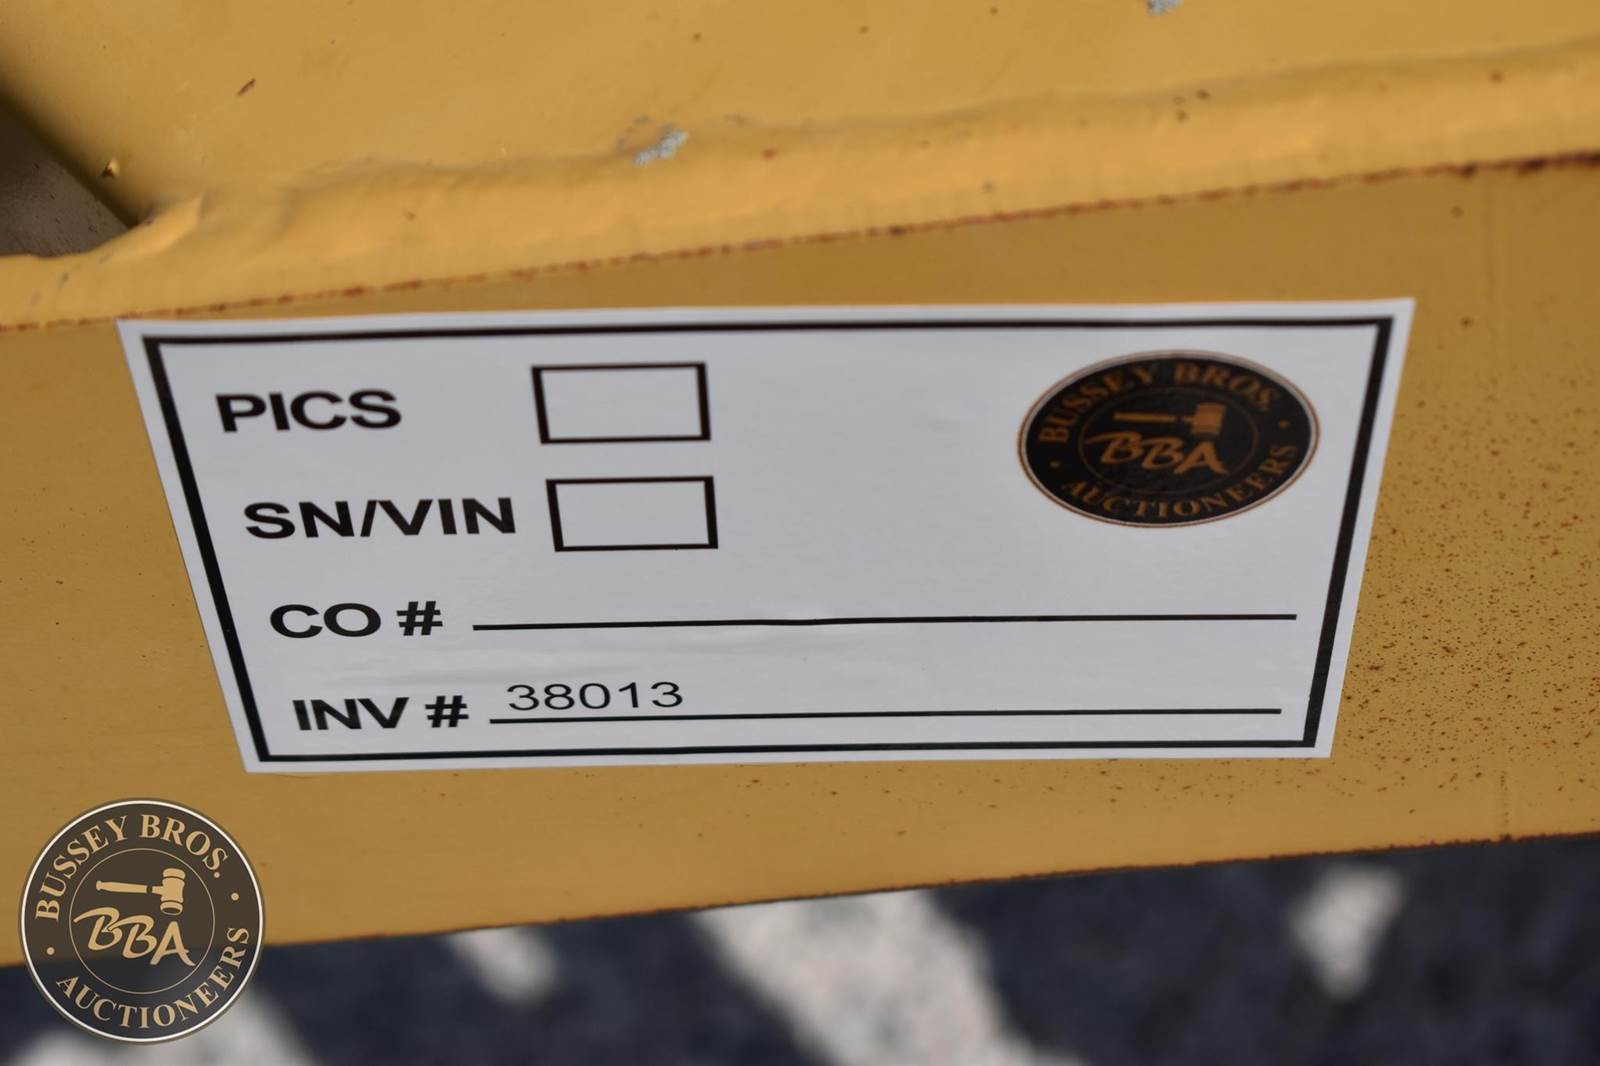 PICS
BUSSEY BROS.
BBA
AUCTIONEERS
SN/VIN
CO #
INV # 38013
BUSSEY BROS.
BBA
AUCTIONEERS